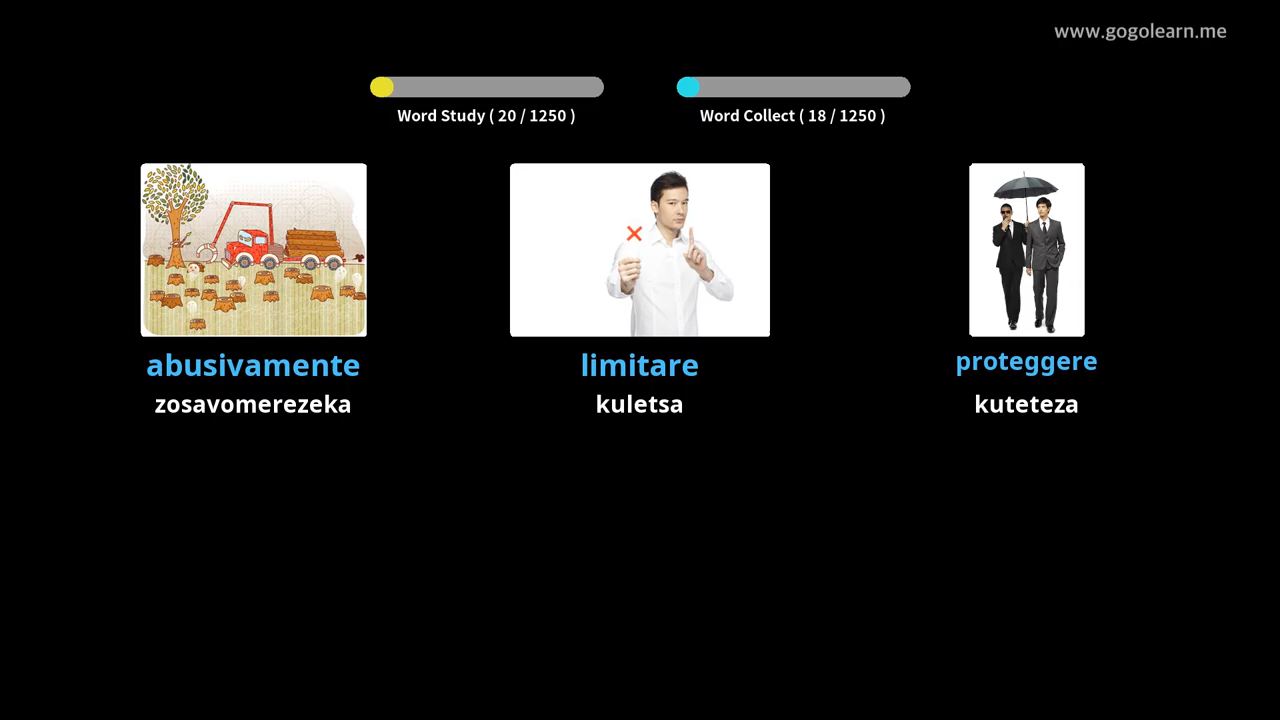 www.gogolearn.me
Word Study ( 20 / 1250 )
Word Collect ( 18 / 1250 )
abusivamente
limitare
proteggere
zosavomerezeka
kuletsa
kuteteza